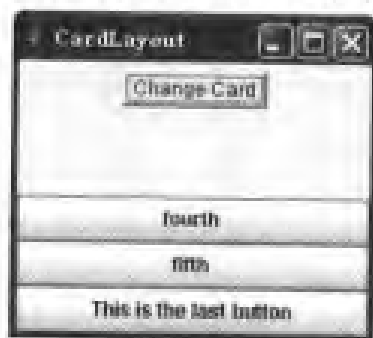 CardLayout
Change Card
fourth
fifth
This is the last button